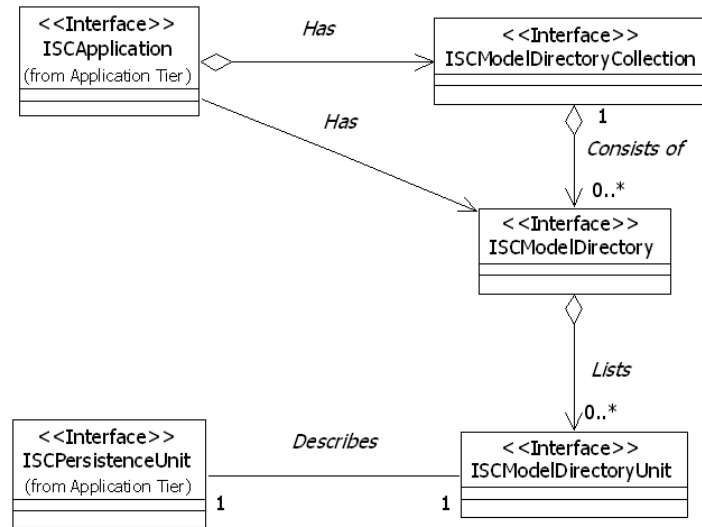 <<Interface>>
ISCApplication
(from Application Tier)
Has
<<Interface>>
ISCModelDirectoryCollection
1
Has
Consists of
0..*
<<Interface>>
ISCModelDirectory
Lists
0..*
<<Interface>>
ISCPersistenceUnit
(from Application Tier)
Describes
1
1
<<Interface>>
ISCModelDirectoryUnit